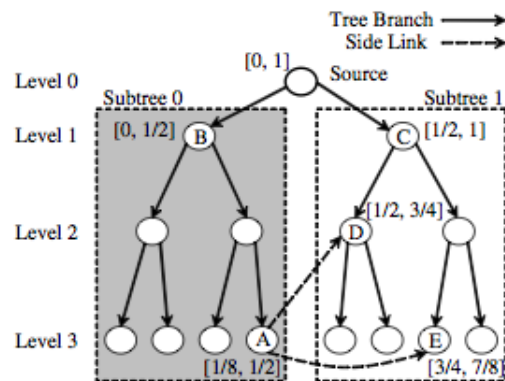 Tree Branch
Side Link
[0, 1]
Source
Level 0
Subtree 0
Subtree 1
Level 1
[0, 1/2]
B
C
[1/2, 1]
[1/2, 3/4]
Level 2
D
Level 3
A
E
[1/8, 1/2]
[3/4, 7/8]